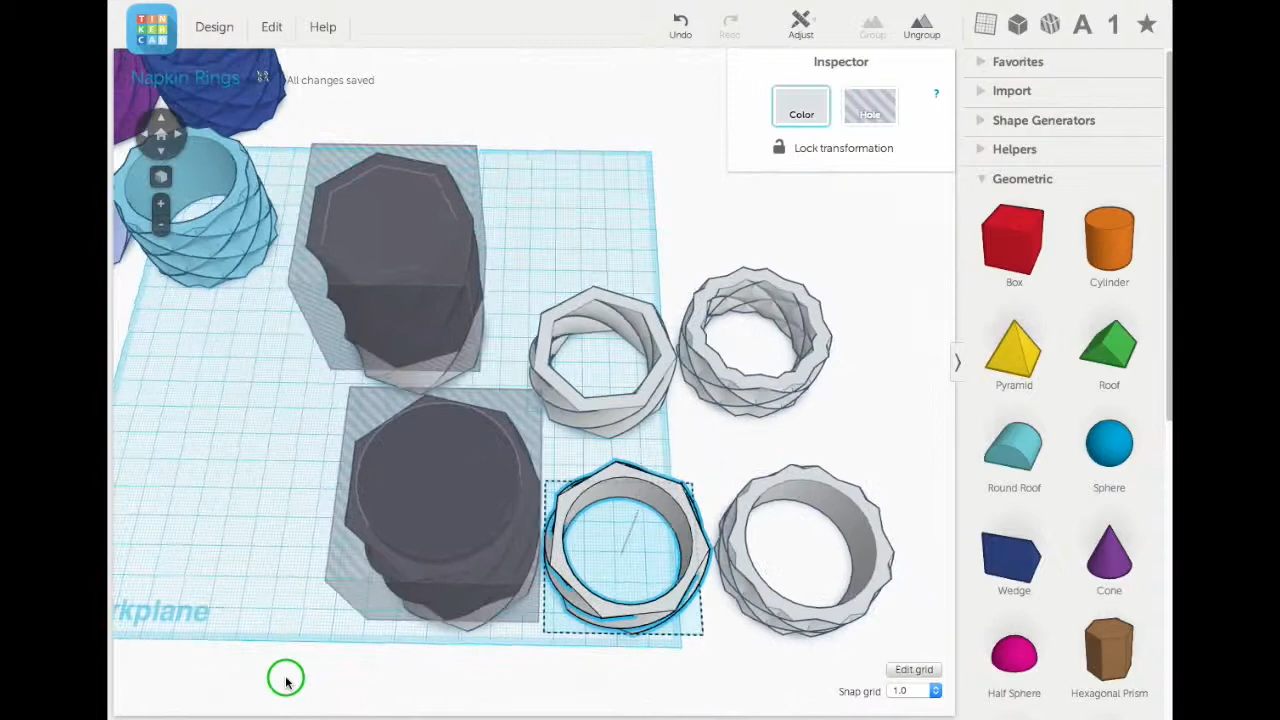 TIN
KER
CAD
Design
Edit
Help
Undo
Redo
Adjust
Group
Ungroup
A
1
Napkin Rings
All changes saved
Inspector
Color
Hole
?
Lock transformation
Favorites
Import
Shape Generators
Helpers
Geometric
Box
Cylinder
Pyramid
Roof
Round Roof
Sphere
Wedge
Cone
Half Sphere
Hexagonal Prism
rkplane
Edit grid
Snap grid
1.0